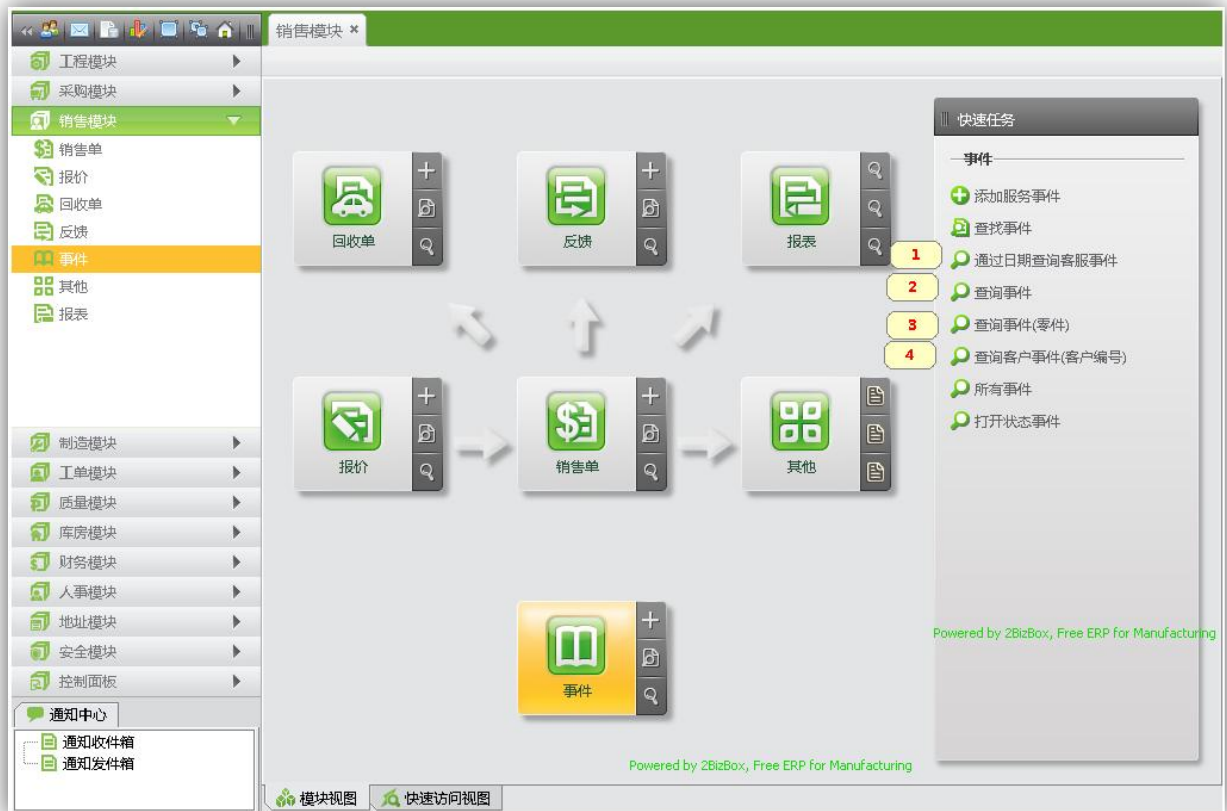 销售模块
工程模块
采购模块
销售模块
销售单
报价
回收单
反馈
事件
其他
报表
制造模块
工单模块
质量模块
库房模块
财务模块
人事模块
地址模块
安全模块
控制面板
通知中心
通知收件箱
通知发件箱
回收单
反馈
报表
报价
销售单
其他
事件
Powered by 2BizBox, Free ERP for Manufacturing
模块视图
快速访问视图
快速任务
事件
添加服务事件
查找事件
1 通过日期查询客服事件
2 查询事件
3 查询事件(零件)
4 查询客户事件(客户编号)
所有事件
打开状态事件
Powered by 2BizBox, Free ERP for Manufacturing